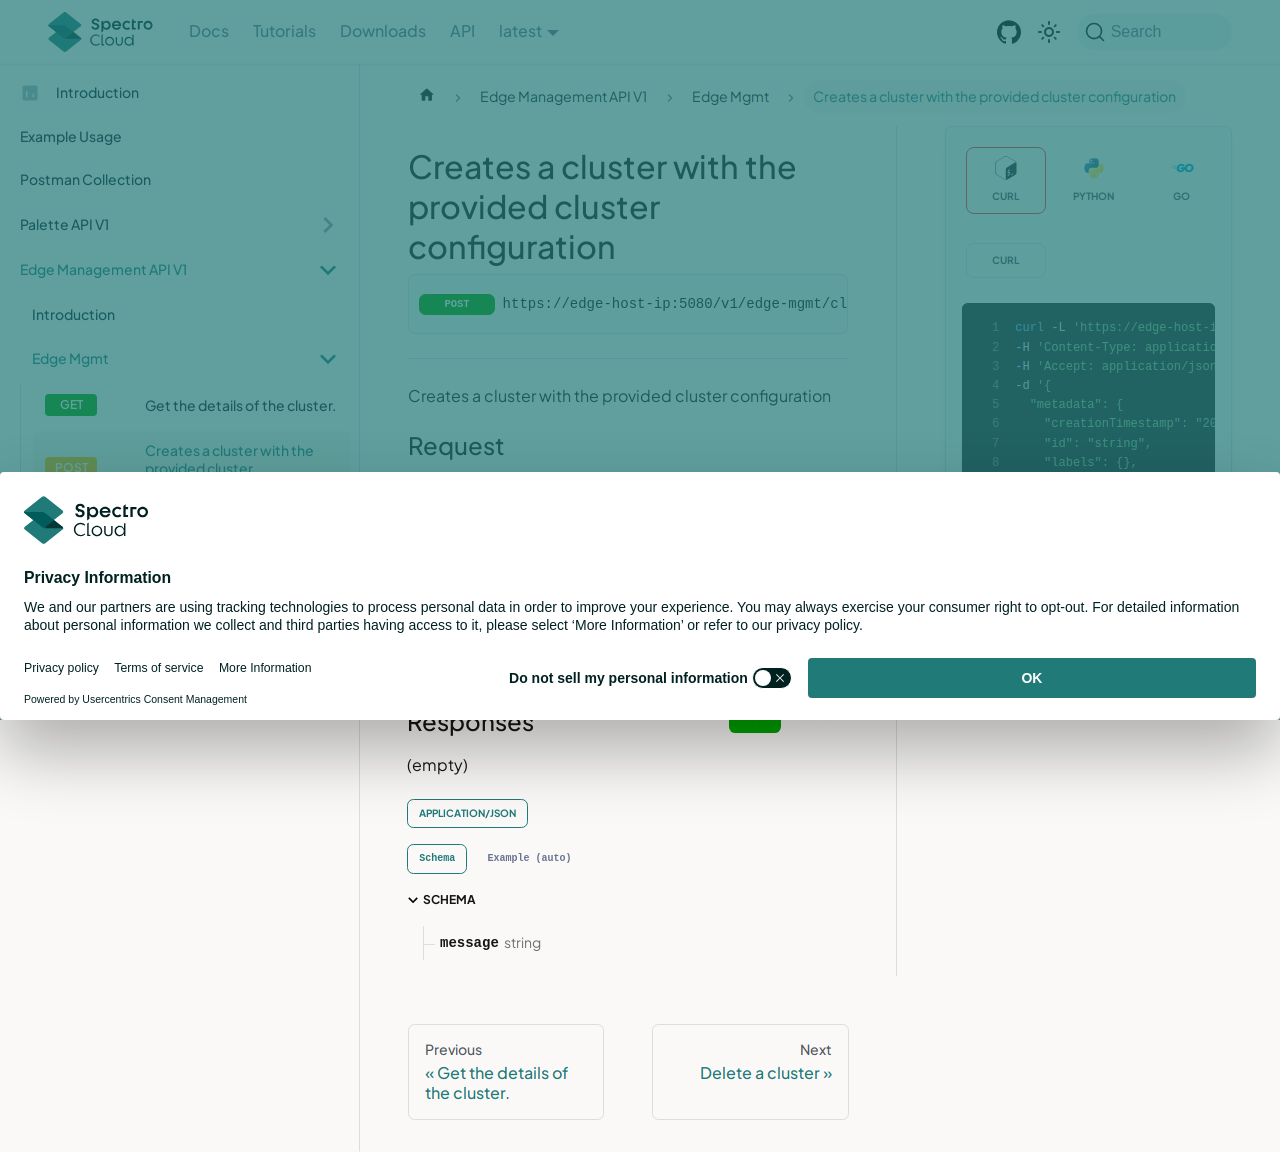 Spectro
Cloud
Docs
Tutorials
Downloads
API
latest
Search
Introduction
Example Usage
Postman Collection
Palette API V1
Edge Management API V1
Introduction
Edge Mgmt
GET
Get the details of the cluster.
POST
Creates a cluster with the
provided cluster
Edge Management API V1
Edge Mgmt
Creates a cluster with the provided cluster configuration
Creates a cluster with the
provided cluster
configuration
POST
https://edge-host-ip:5080/v1/edge-mgmt/cl
Creates a cluster with the provided cluster configuration
Request
CURL
PYTHON
GO
CURL
1 curl -L 'https://edge-host-i
2 -H 'Content-Type: applicatio
3 -H 'Accept: application/json
4 -d '{
5 "metadata": {
6 "creationTimestamp": "20
7 "id": "string",
8 "labels": {},
Spectro
Cloud
Privacy Information
We and our partners are using tracking technologies to process personal data in order to improve your experience. You may always exercise your consumer right to opt-out. For detailed information
about personal information we collect and third parties having access to it, please select ‘More Information’ or refer to our privacy policy.
Privacy policy
Terms of service
More Information
Powered by Usercentrics Consent Management
Do not sell my personal information
OK
Responses
(empty)
APPLICATION/JSON
Schema
Example (auto)
SCHEMA
message string
Previous
« Get the details of
the cluster.
Next
Delete a cluster »